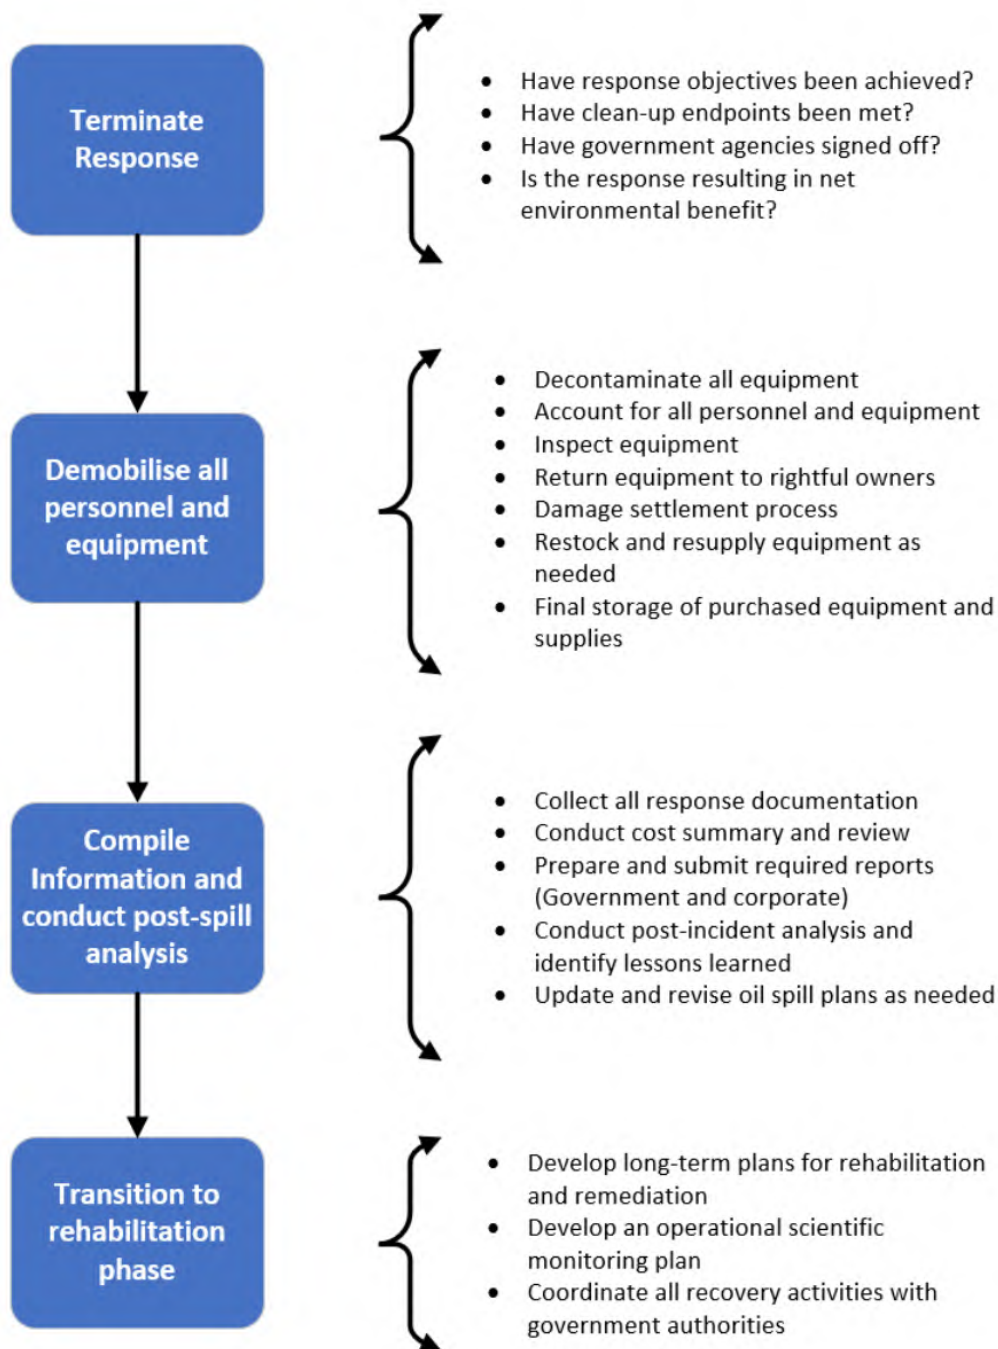 Terminate
Response
• Have response objectives been achieved?
• Have clean-up endpoints been met?
• Have government agencies signed off?
• Is the response resulting in net
environmental benefit?
Demobilise all
personnel and
equipment
• Decontaminate all equipment
• Account for all personnel and equipment
• Inspect equipment
• Return equipment to rightful owners
• Damage settlement process
• Restock and resupply equipment as
needed
• Final storage of purchased equipment and
supplies
Compile
Information and
conduct post-spill
analysis
• Collect all response documentation
• Conduct cost summary and review
• Prepare and submit required reports
(Government and corporate)
• Conduct post-incident analysis and
identify lessons learned
• Update and revise oil spill plans as needed
Transition to
rehabilitation
phase
• Develop long-term plans for rehabilitation
and remediation
• Develop an operational scientific
monitoring plan
• Coordinate all recovery activities with
government authorities